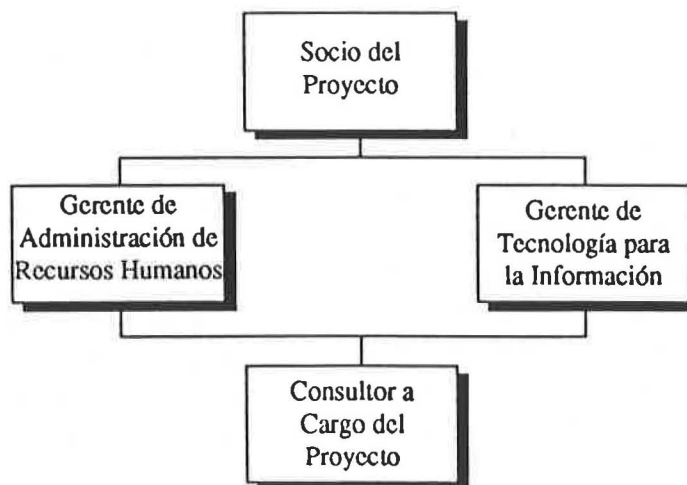 Socio del
Proyecto
Gerente de
Administración de
Recursos Humanos
Gerente de
Tecnología para
la Información
Consultor a
Cargo del
Proyecto